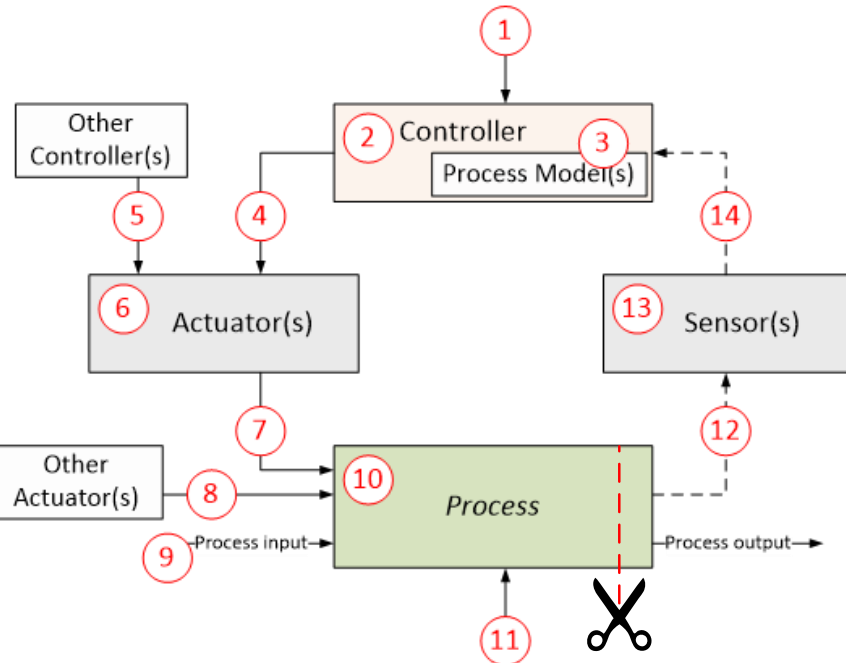 1
Other
Controller(s)
2
Controller
3
Process Model(s)
5
4
14
6
Actuator(s)
13
Sensor(s)
7
12
Other
Actuator(s)
8
10
Process
9
Process input
Process output
11